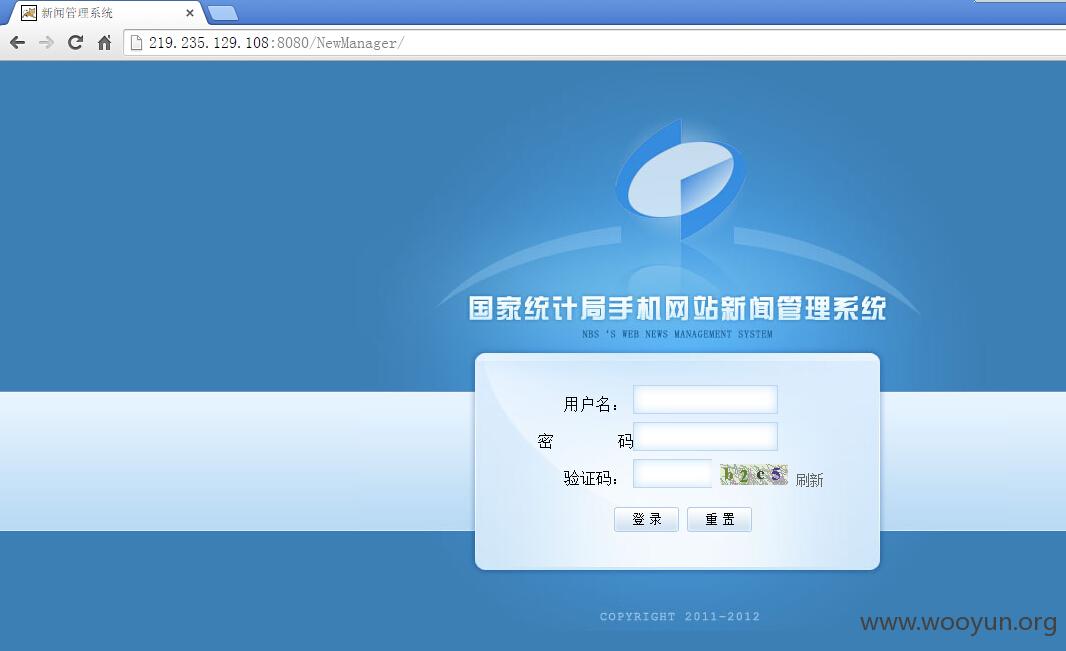 新闻管理系统
219.235.129.108:8080/NewManager/
国家统计局手机网站新闻管理系统
NBS 'S WEB NEWS MANAGEMENT SYSTEM
用户名：
密 码
验证码： b2c5 刷新
登 录 重 置
COPYRIGHT 2011-2012
www.wooyun.org